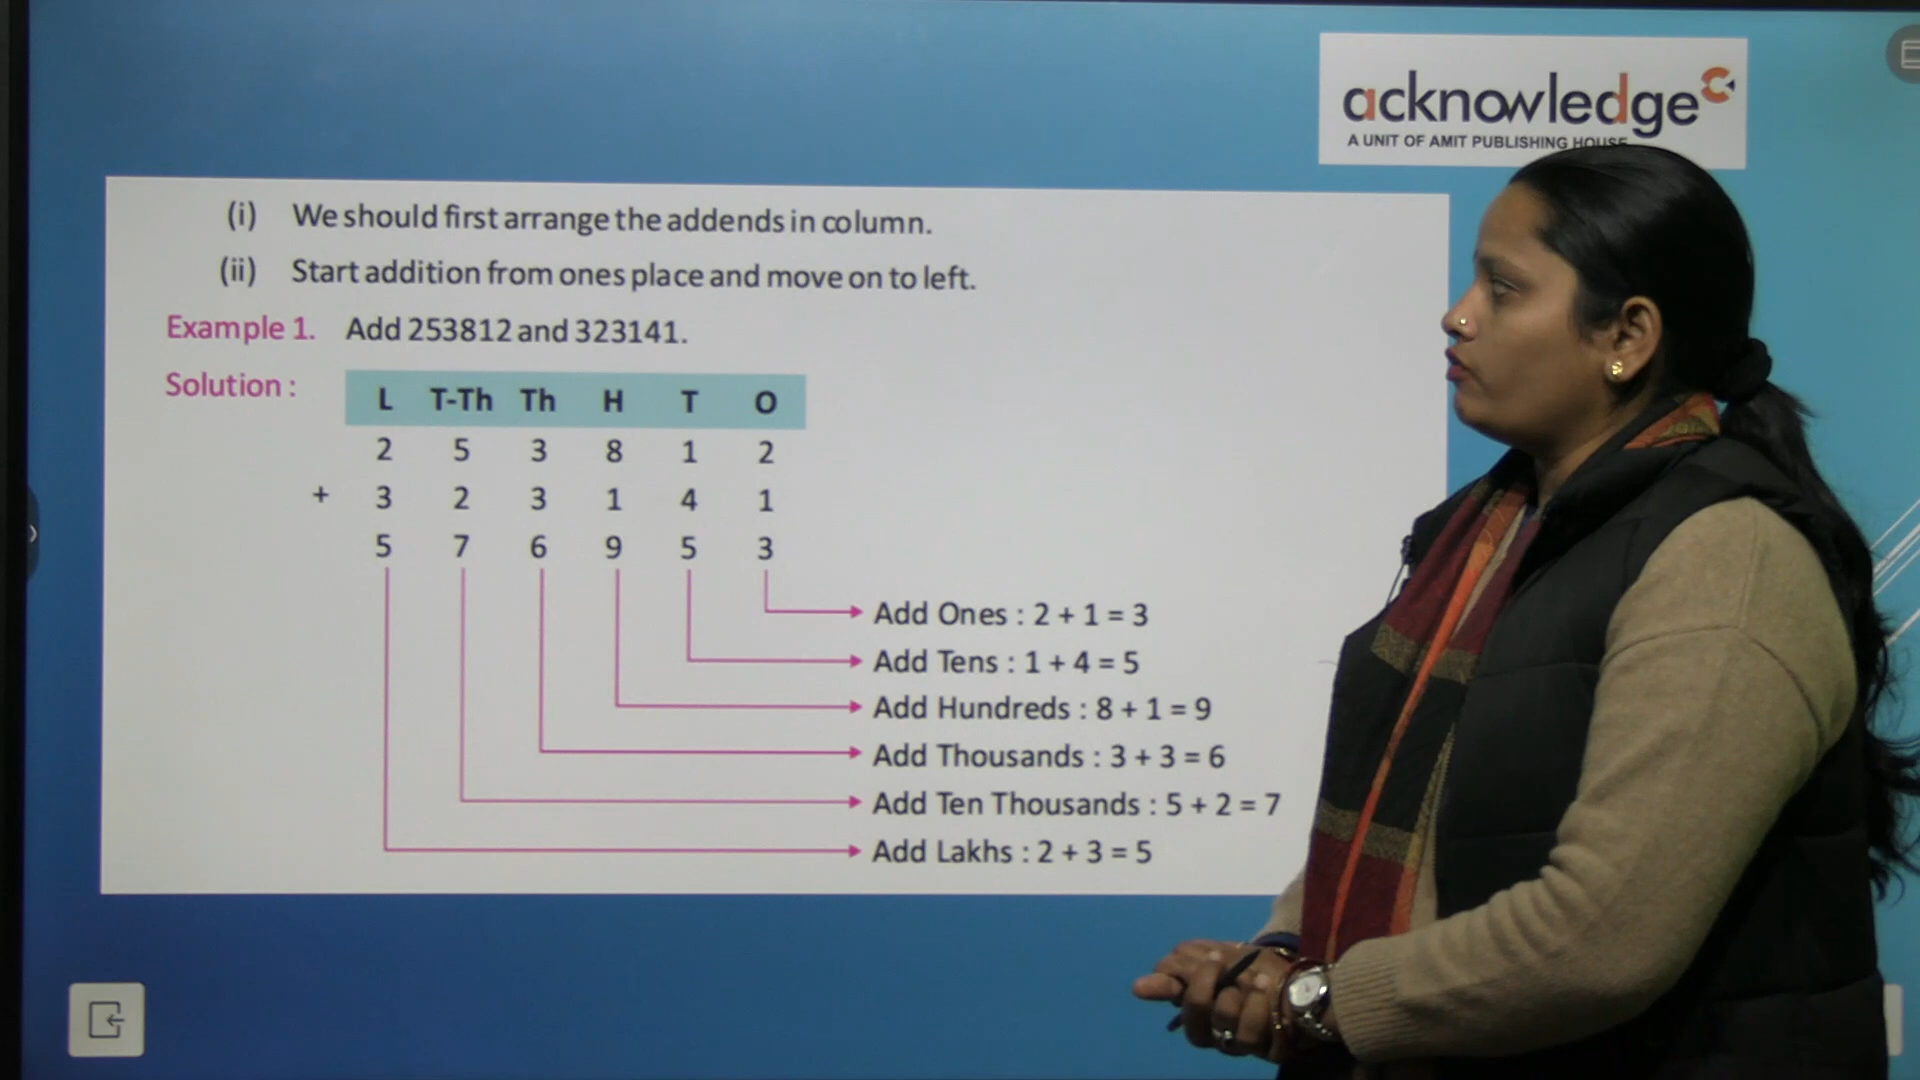 acknowledge
A UNIT OF AMIT PUBLISHING HOUSE
(i) We should first arrange the addends in column.
(ii) Start addition from ones place and move on to left.
Example 1. Add 253812 and 323141.
Solution :
L T-Th Th H T O
2 5 3 8 1 2
+ 3 2 3 1 4 1
5 7 6 9 5 3
Add Ones : 2 + 1 = 3
Add Tens : 1 + 4 = 5
Add Hundreds : 8 + 1 = 9
Add Thousands : 3 + 3 = 6
Add Ten Thousands : 5 + 2 = 7
Add Lakhs : 2 + 3 = 5